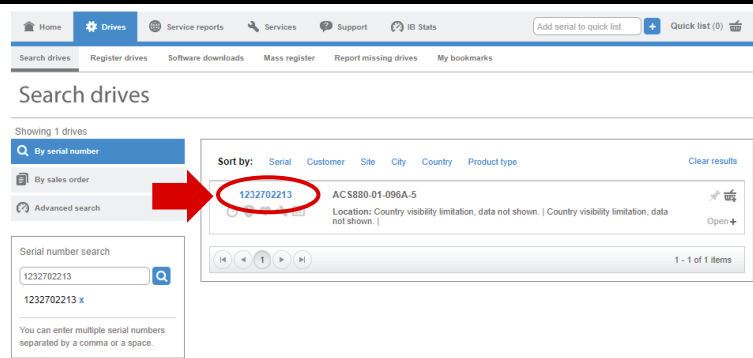 Home Drives Service reports Services Support IB Stats Add serial to quick list + Quick list (0)
Search drives Register drives Software downloads Mass register Report missing drives My bookmarks
Search drives
Showing 1 drives
By serial number
By sales order
Advanced search
Serial number search
1232702213
1232702213 x
You can enter multiple serial numbers
separated by a comma or a space.
Sort by: Serial Customer Site City Country Product type Clear results
1232702213 ACS880-01-096A-5
Location: Country visibility limitation, data not shown. | Country visibility limitation, data
not shown. |
Open +
1
1 - 1 of 1 items